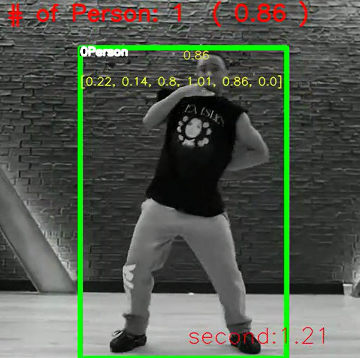 # of Person: 1 ( 0.86 )
0Person
0.86
[0.22, 0.14, 0.8, 1.01, 0.86, 0.0]
second:1.21